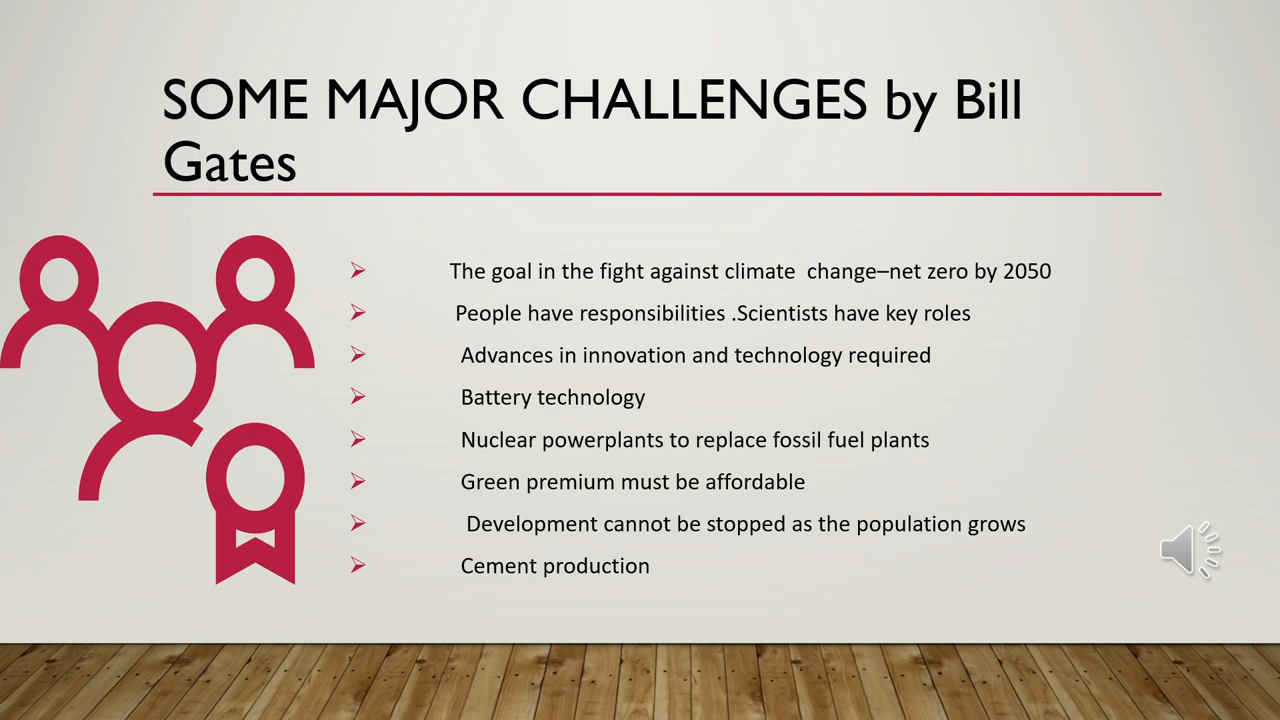 SOME MAJOR CHALLENGES by Bill
Gates
The goal in the fight against climate  change–net zero by 2050
People have responsibilities .Scientists have key roles
Advances in innovation and technology required
Battery technology
Nuclear powerplants to replace fossil fuel plants
Green premium must be affordable
Development cannot be stopped as the population grows
Cement production